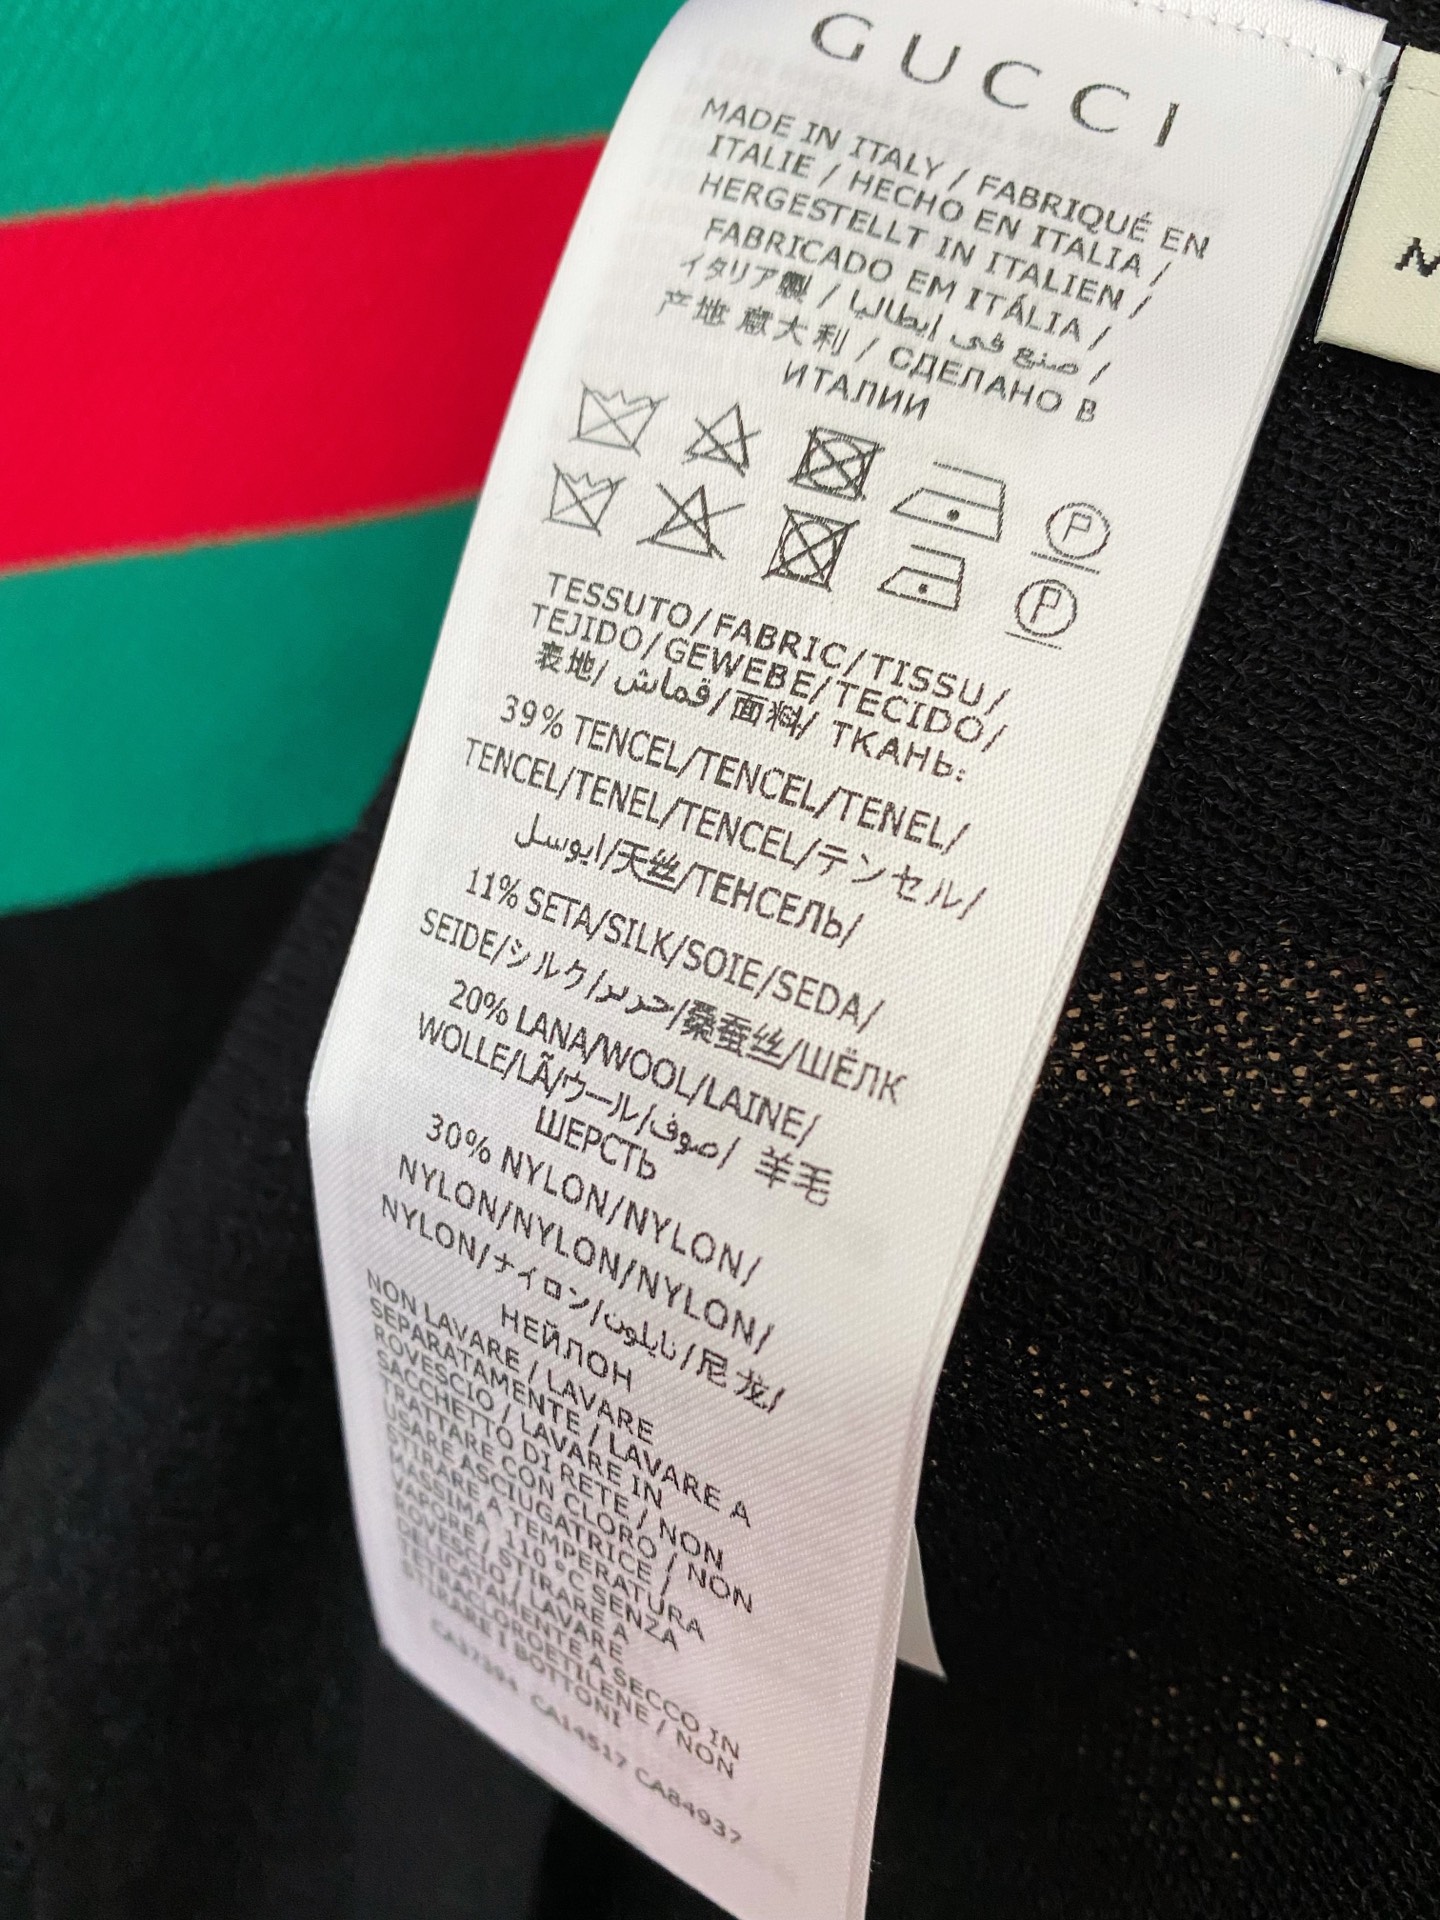 GUCCI
MADE IN ITALY / FABRIQUÉ EN
ITALIE / HECHO EN ITALIA /
HERGESTELLT IN ITALIEN /
FABRICADO EM ITÁLIA /
イタリア製 / صنع في إيطاليا /
产地 意大利 / СДЕЛАНО В
ИТАЛИИ
P
P
TESSUTO/FABRIC/TISSU/
TEJIDO/GEWEBE/TECIDO/
表地/قماش/面料/ ТКАНЬ:
39% TENCEL/TENCEL/TENEL/
TENCEL/TENEL/TENCEL/テンセル/
ايوسل/天丝/ТЕНСЕЛЬ/
11% SETA/SILK/SOIE/SEDA/
SEIDE/シルク/حرير/桑蚕丝/ШЁЛК
20% LANA/WOOL/LAINE/
WOLLE/LÃ/ウール/صوف/ 羊毛
ШЕРСТЬ
30% NYLON/NYLON/
NYLON/NYLON/NYLON/
NYLON/ナイロン/نايلون/尼龙/
НЕЙЛОН
NON LAVARE / LAVARE
SEPARATAMENTE / LAVARE A
ROVESCIO / LAVARE IN
SACCHETTO DI RETE / NON
TRATTARE CON CLORO / NON
USARE ASCIUGATRICE /
STIRARE A TEMPERATURA
MASSIMA 110 °C SENZA
VAPORE / STIRARE A
ROVESCIO / LAVARE
DELICATAMENTE A SECCO IN
TETRACLOROETILENE / NON
STIRARE I BOTTONI
CA37394 CA14517 CA84937